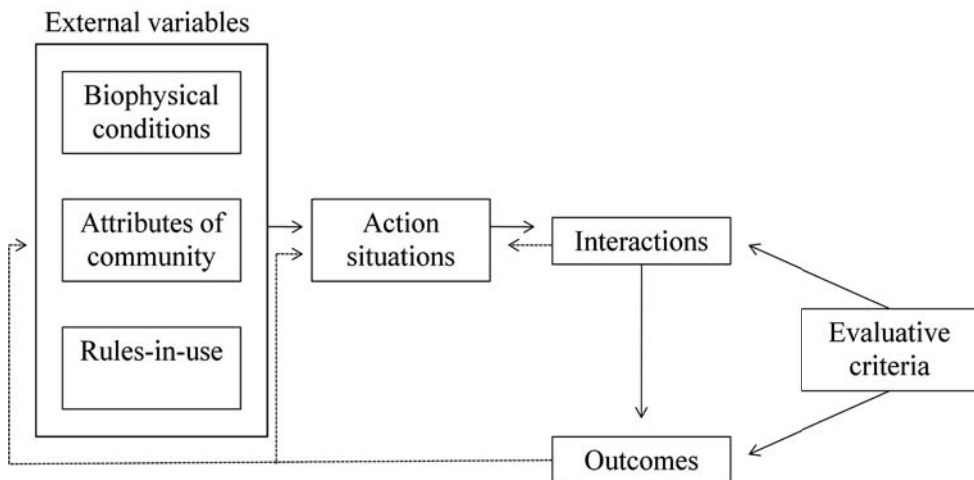 External variables
Biophysical
conditions
Attributes of
community
Rules-in-use
Action
situations
Interactions
Outcomes
Evaluative
criteria